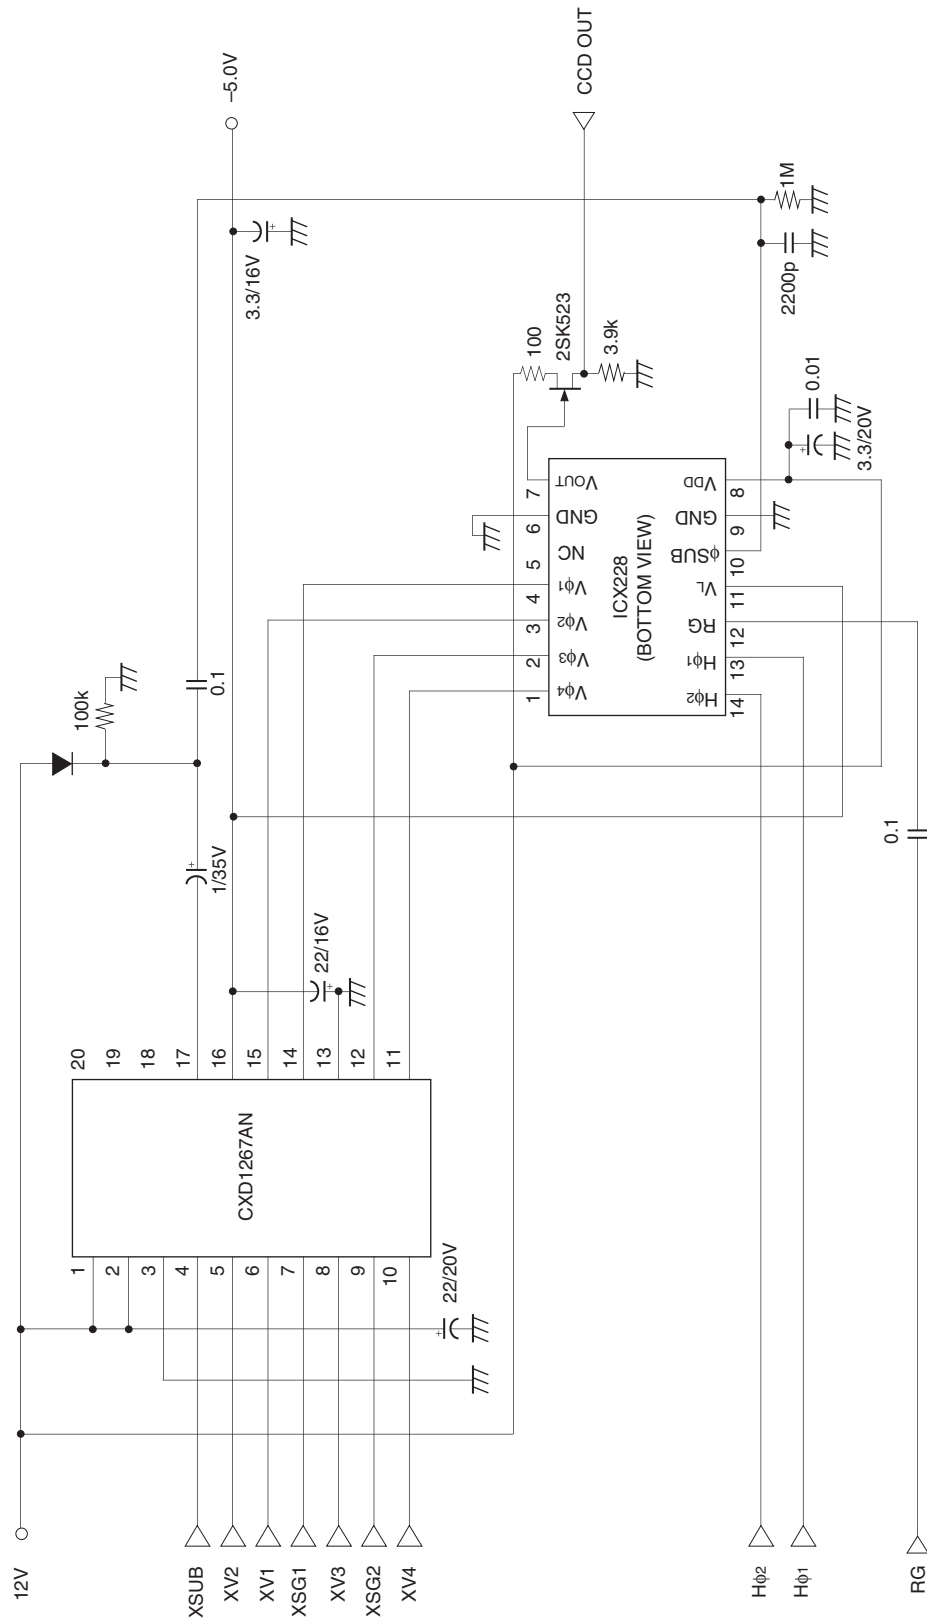 12V
XSUB
XV2
XV1
XSG1
XV3
XSG2
XV4
Hϕ2
Hϕ1
RG
1
2
3
4
5
6
7
8
9
10
22/20V
CXD1267AN
20
19
18
17
16
15
14
13
12
11
1/35V
22/16V
100k
0.1
0.1
1
2
3
4
5
6
7
Vϕ4
Vϕ3
Vϕ2
Vϕ1
NC
GND
VOUT
ICX228
(BOTTOM VIEW)
Hϕ2
Hϕ1
RG
VL
ϕSUB
GND
VDD
14
13
12
11
10
9
8
3.3/16V
–5.0V
100
2SK523
3.9k
CCD OUT
3.3/20V
0.01
2200p
1M
+
+
+
+
+